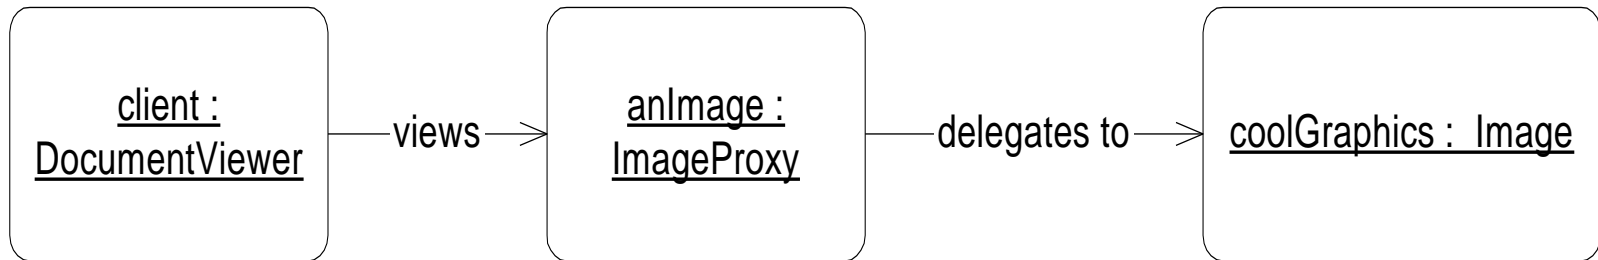 client :
DocumentViewer
views
anImage :
ImageProxy
delegates to
coolGraphics : Image